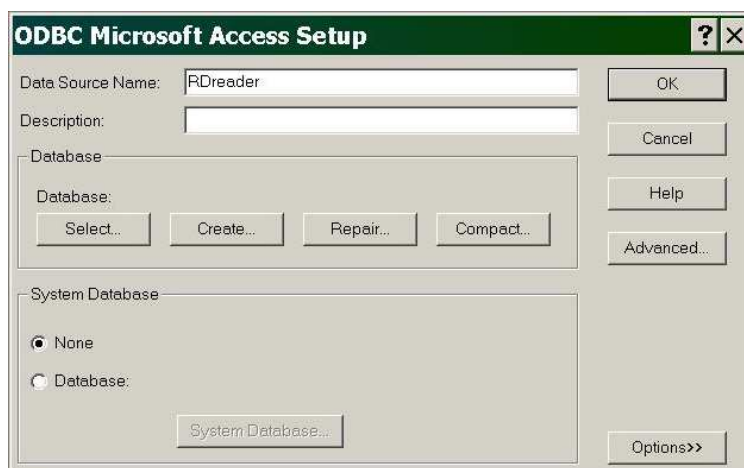 ODBC Microsoft Access Setup
? X
Data Source Name: RDreader
OK
Description:
Cancel
Database
Database:
Help
Select... Create... Repair... Compact...
Advanced...
System Database
None
Database:
System Database...
Options>>